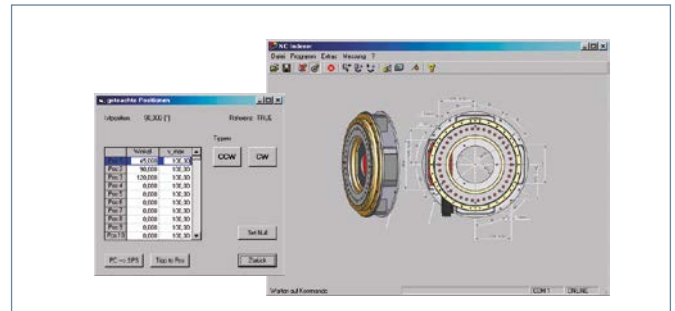 NC Indexer
Datei Programm Extras Messung ?
geteachte Positionen
Istposition: 90,000 [°] Referenz: TRUE
Tippen
Winkel v_max
Pos 1 45,000 100,00
Pos 2 90,000 100,00
Pos 3 120,000 100,00
Pos 4 0,000 100,00
Pos 5 0,000 100,00
Pos 6 0,000 100,00
Pos 7 0,000 100,00
Pos 8 0,000 100,00
Pos 9 0,000 100,00
Pos 10 0,000 100,00
CCW CW
Set Null
PC --> SPS Tipp to Pos Zurück
Warten auf Kommando COM 1 ONLINE